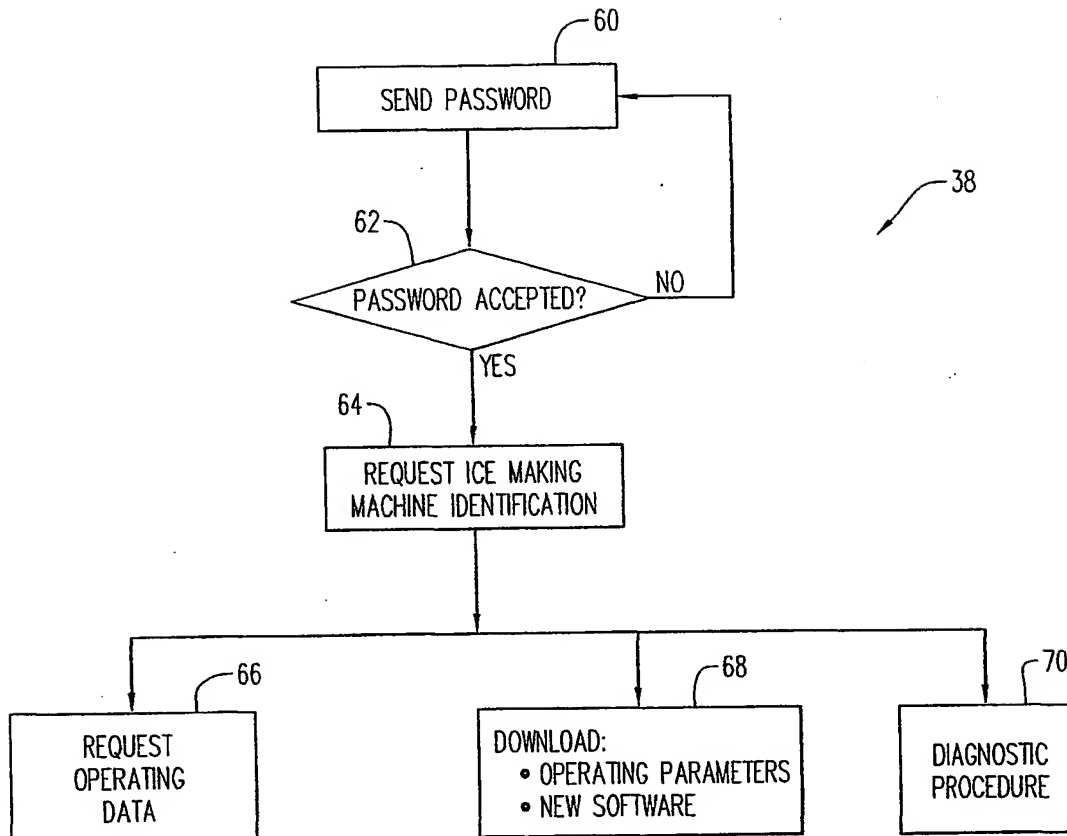 60
SEND PASSWORD
38
62
PASSWORD ACCEPTED?
NO
YES
64
REQUEST ICE MAKING
MACHINE IDENTIFICATION
66
REQUEST
OPERATING
DATA
68
DOWNLOAD:
• OPERATING PARAMETERS
• NEW SOFTWARE
70
DIAGNOSTIC
PROCEDURE